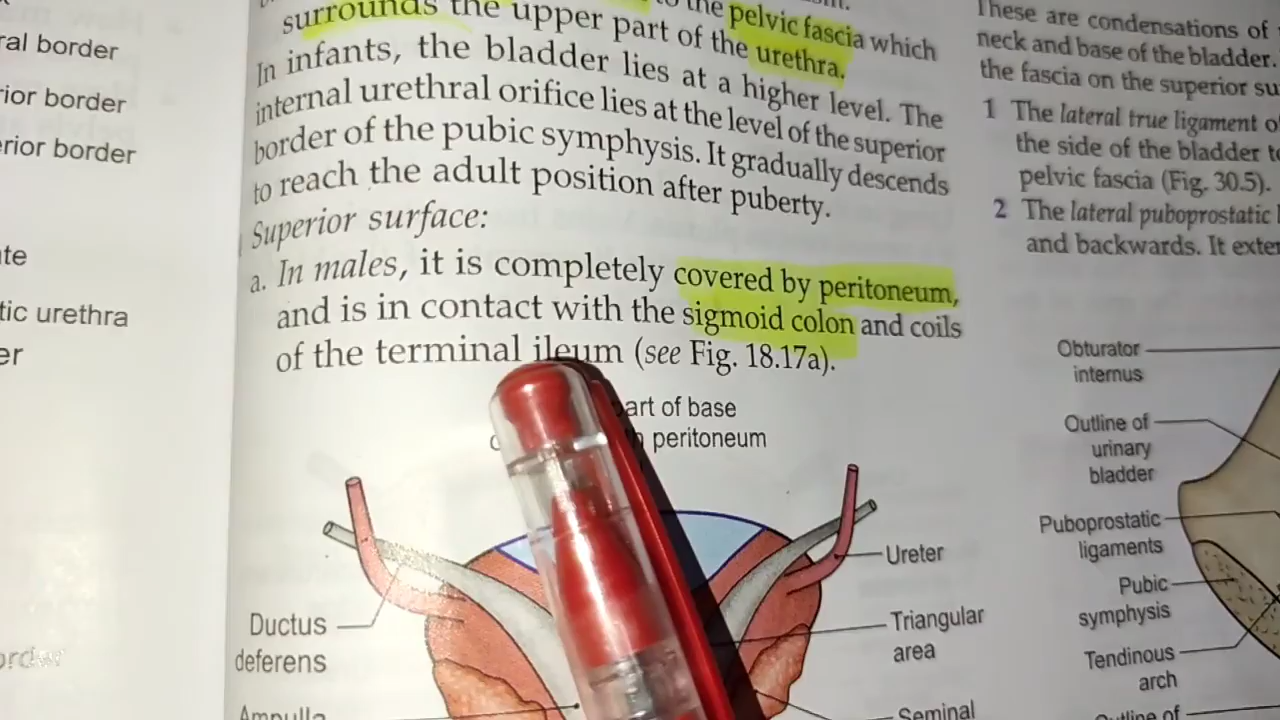 ral border
rior border
erior border
te
tic urethra
er
the pelvic fascia which
surrounds the upper part of the urethra.
In infants, the bladder lies at a higher level. The
internal urethral orifice lies at the level of the superior
border of the pubic symphysis. It gradually descends
to reach the adult position after puberty.
Superior surface:
a. In males, it is completely covered by peritoneum,
and is in contact with the sigmoid colon and coils
of the terminal ileum (see Fig. 18.17a).
art of base
peritoneum
Ureter
Ductus
deferens
Triangular
area
Ampulla
Seminal
These are condensations of
neck and base of the bladder.
the fascia on the superior su
1 The lateral true ligament o
the side of the bladder t
pelvic fascia (Fig. 30.5).
2 The lateral puboprostatic
and backwards. It exte
Obturator
internus
Outline of
urinary
bladder
Puboprostatic
ligaments
Pubic
symphysis
Tendinous
arch
Outline of